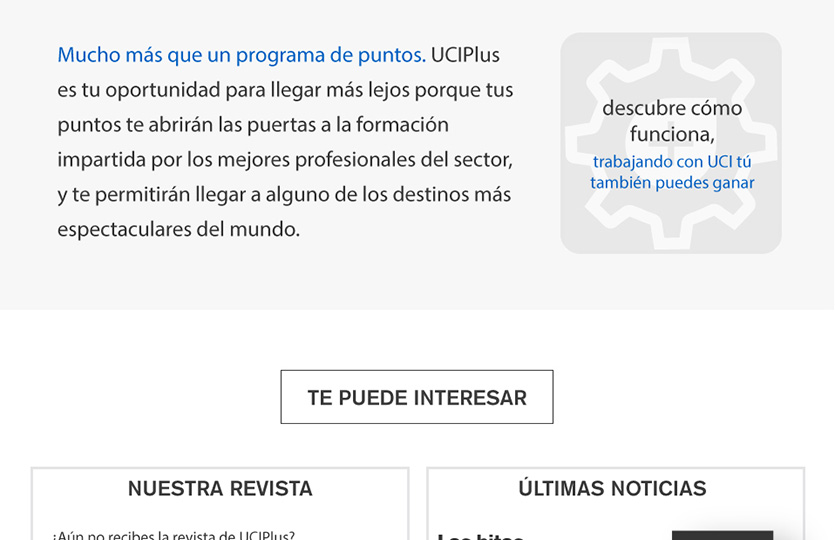 Mucho más que un programa de puntos. UCIPlus
es tu oportunidad para llegar más lejos porque tus
puntos te abrirán las puertas a la formación
impartida por los mejores profesionales del sector,
y te permitirán llegar a alguno de los destinos más
espectaculares del mundo.
descubre cómo
funciona,
trabajando con UCI tú
también puedes ganar
TE PUEDE INTERESAR
NUESTRA REVISTA
¿Aún no recibes la revista de UCIPlus?
ÚLTIMAS NOTICIAS
Los hitos